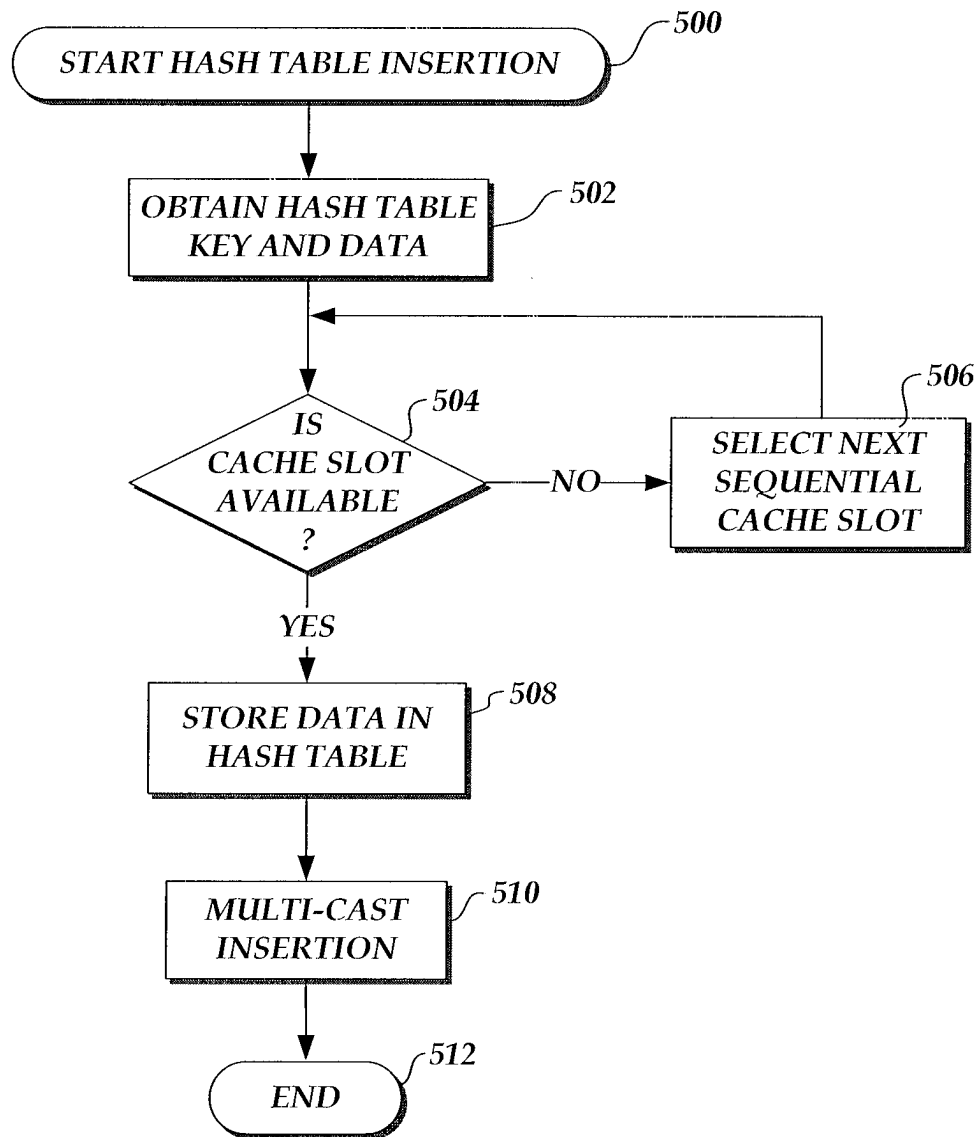 500
START HASH TABLE INSERTION
502
OBTAIN HASH TABLE
KEY AND DATA
504
IS
CACHE SLOT
AVAILABLE
?
NO
506
SELECT NEXT
SEQUENTIAL
CACHE SLOT
YES
508
STORE DATA IN
HASH TABLE
510
MULTI-CAST
INSERTION
512
END